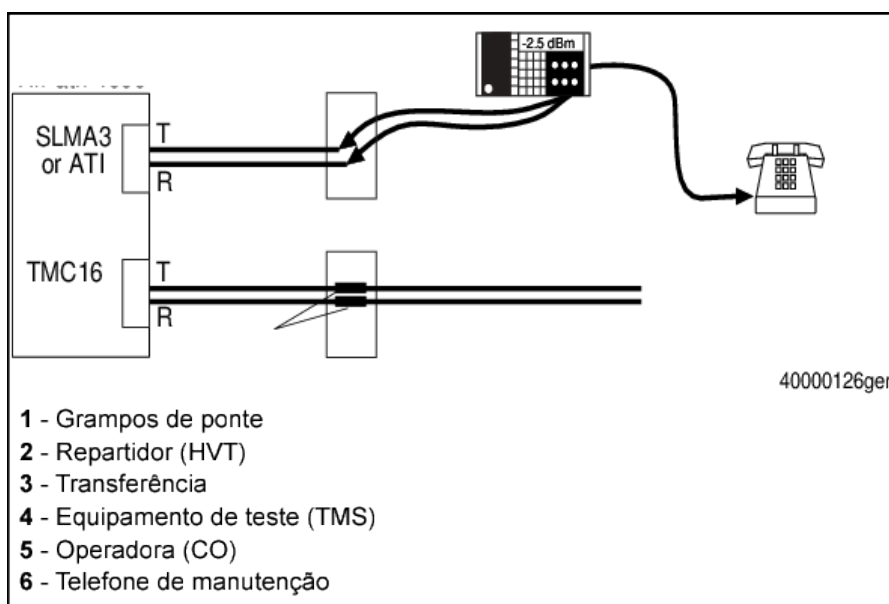 -2.5 dBm
SLMA3
or ATI
T
R
TMC16
T
R
40000126ger
1 - Grampos de ponte
2 - Repartidor (HVT)
3 - Transferência
4 - Equipamento de teste (TMS)
5 - Operadora (CO)
6 - Telefone de manutenção